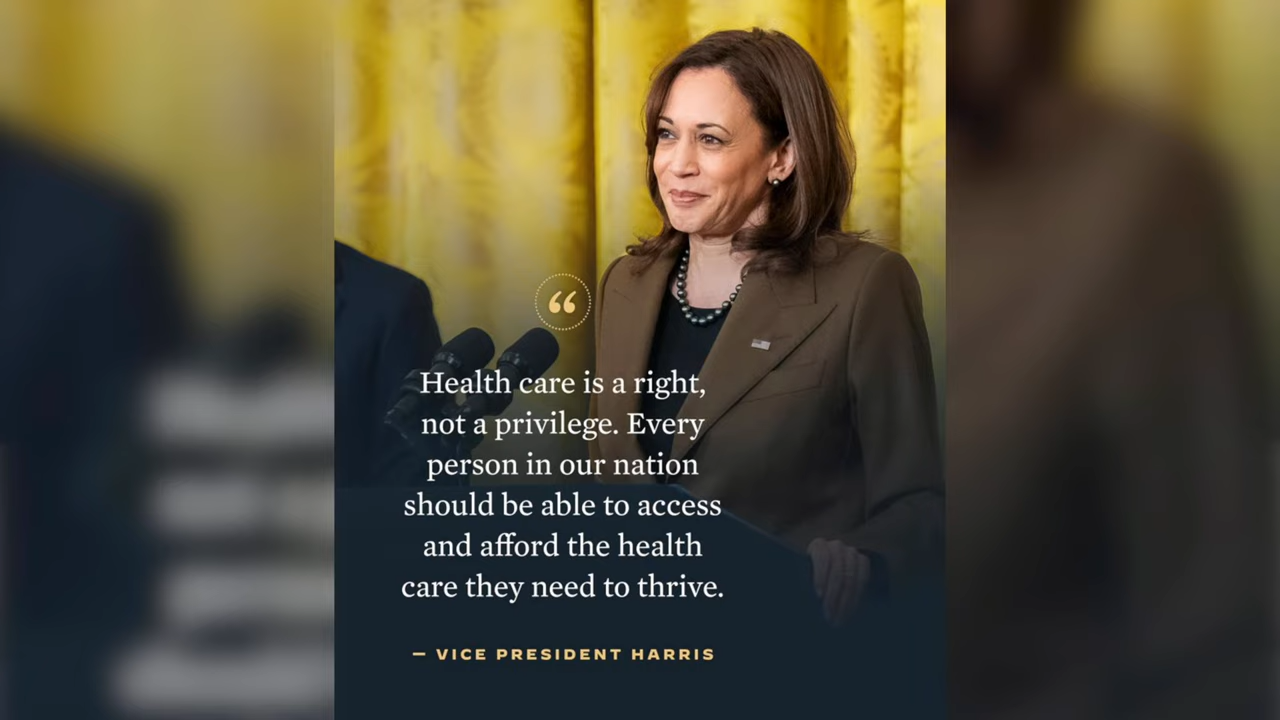 “
Health care is a right,
not a privilege. Every
person in our nation
should be able to access
and afford the health
care they need to thrive.
— VICE PRESIDENT HARRIS